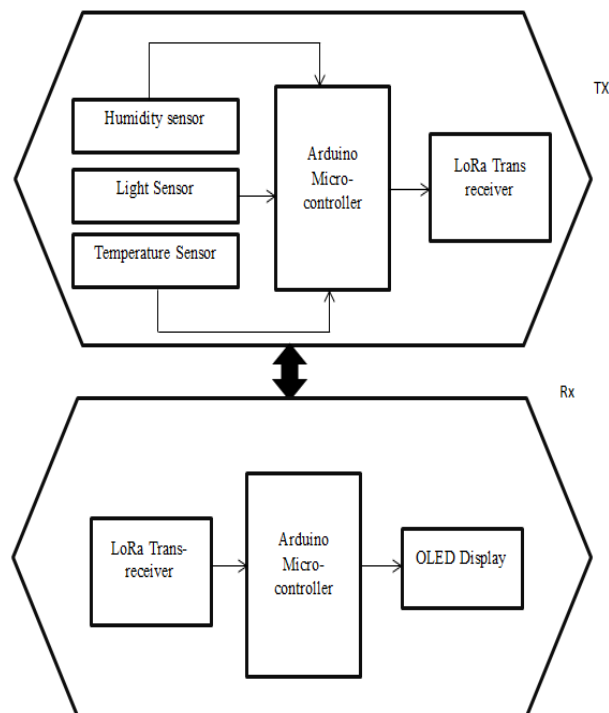 TX
Humidity sensor
Light Sensor
Temperature Sensor
Arduino
Micro-
controller
LoRa Trans
receiver
Rx
LoRa Trans-
receiver
Arduino
Micro-
controller
OLED Display